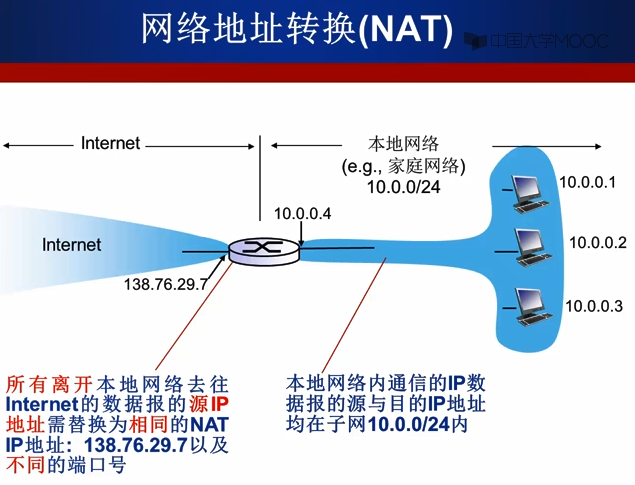 网络地址转换(NAT)
中国大学MOOC
Internet
本地网络
(e.g., 家庭网络)
10.0.0/24
10.0.0.1
10.0.0.4
Internet
10.0.0.2
138.76.29.7
10.0.0.3
所有离开本地网络去往
Internet的数据报的源IP
地址需替换为相同的NAT
IP地址：138.76.29.7以及
不同的端口号
本地网络内通信的IP数
据报的源与目的IP地址
均在子网10.0.0/24内